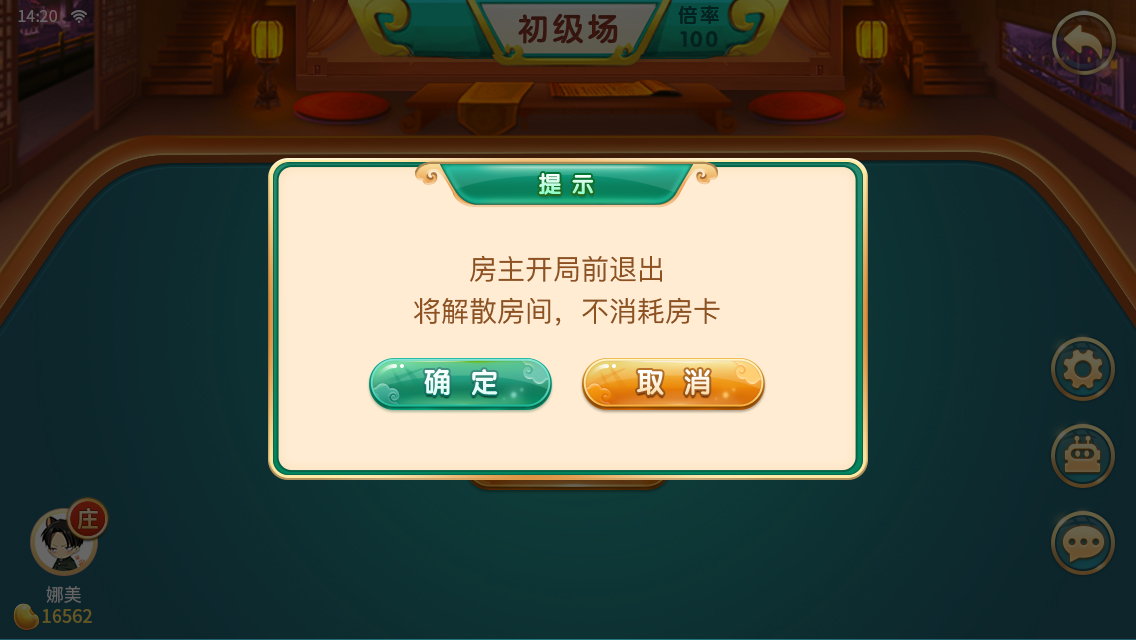 14:20
初级场
倍率
100
提示
房主开局前退出
将解散房间，不消耗房卡
确定
取消
庄
娜美
16562